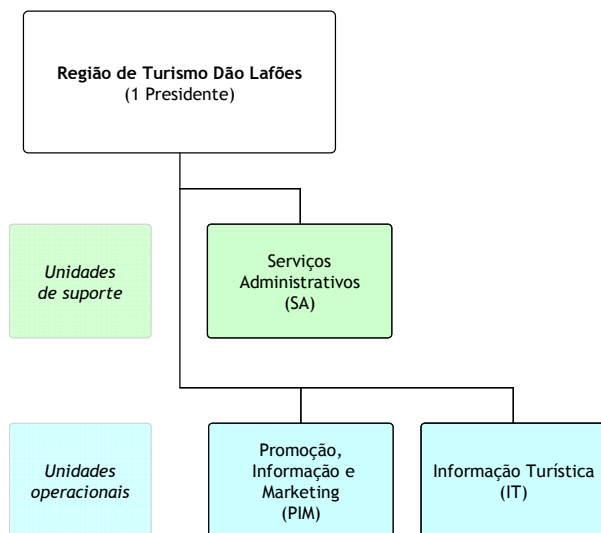 Região de Turismo Dão Lafões
(1 Presidente)
Unidades
de suporte
Serviços
Administrativos
(SA)
Unidades
operacionais
Promoção,
Informação e
Marketing
(PIM)
Informação Turística
(IT)